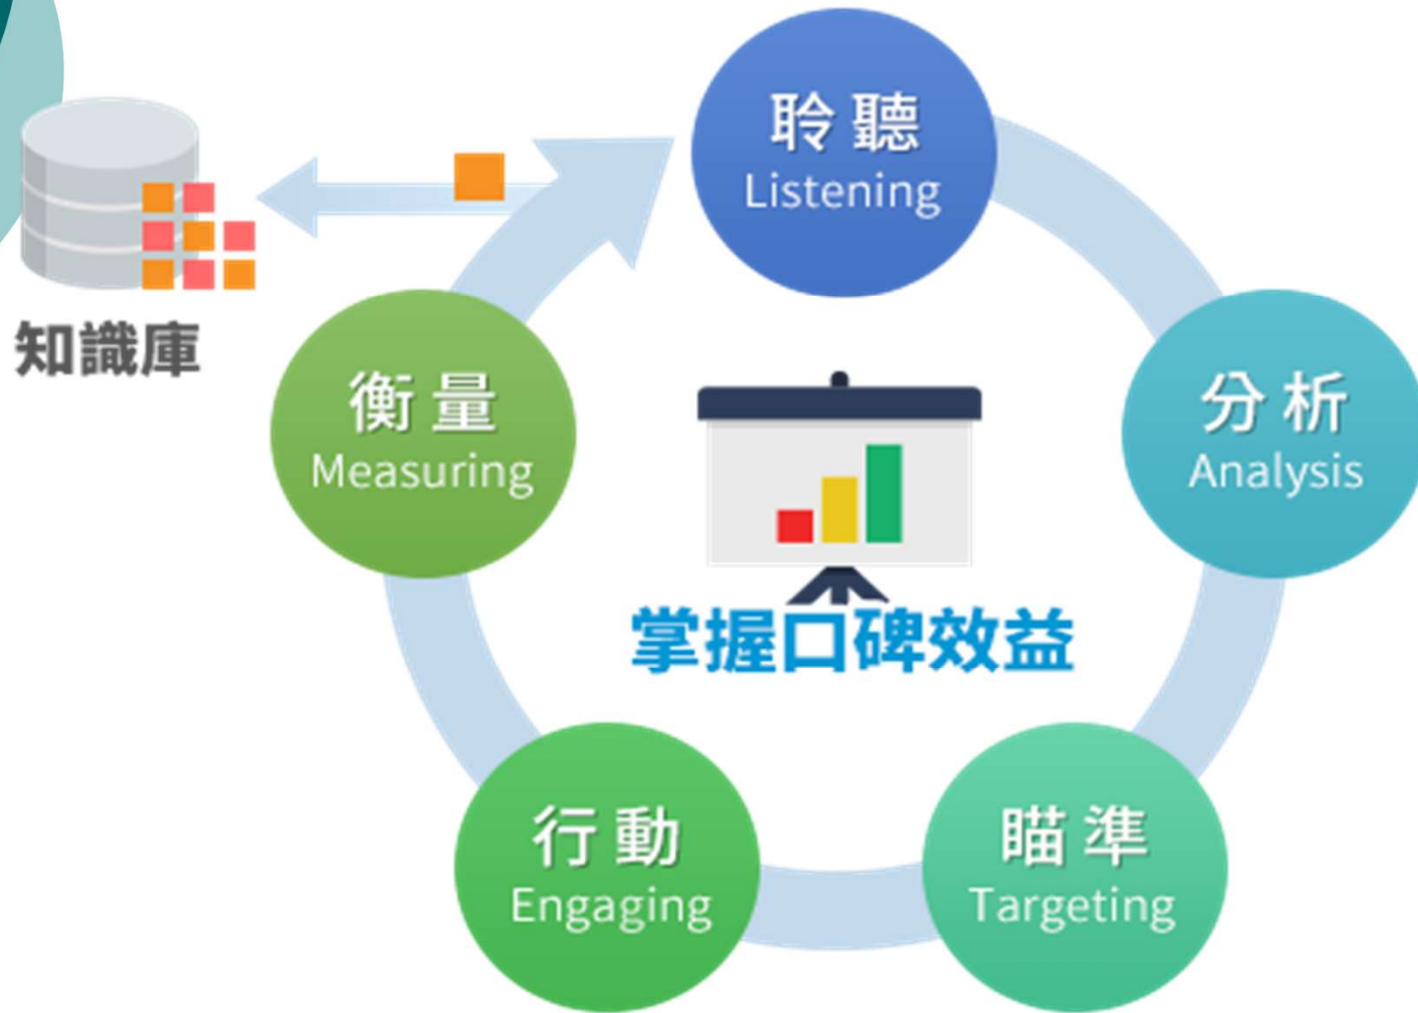 聆聽
Listening
知識庫
衡量
Measuring
分析
Analysis
掌握口碑效益
行動
Engaging
瞄準
Targeting